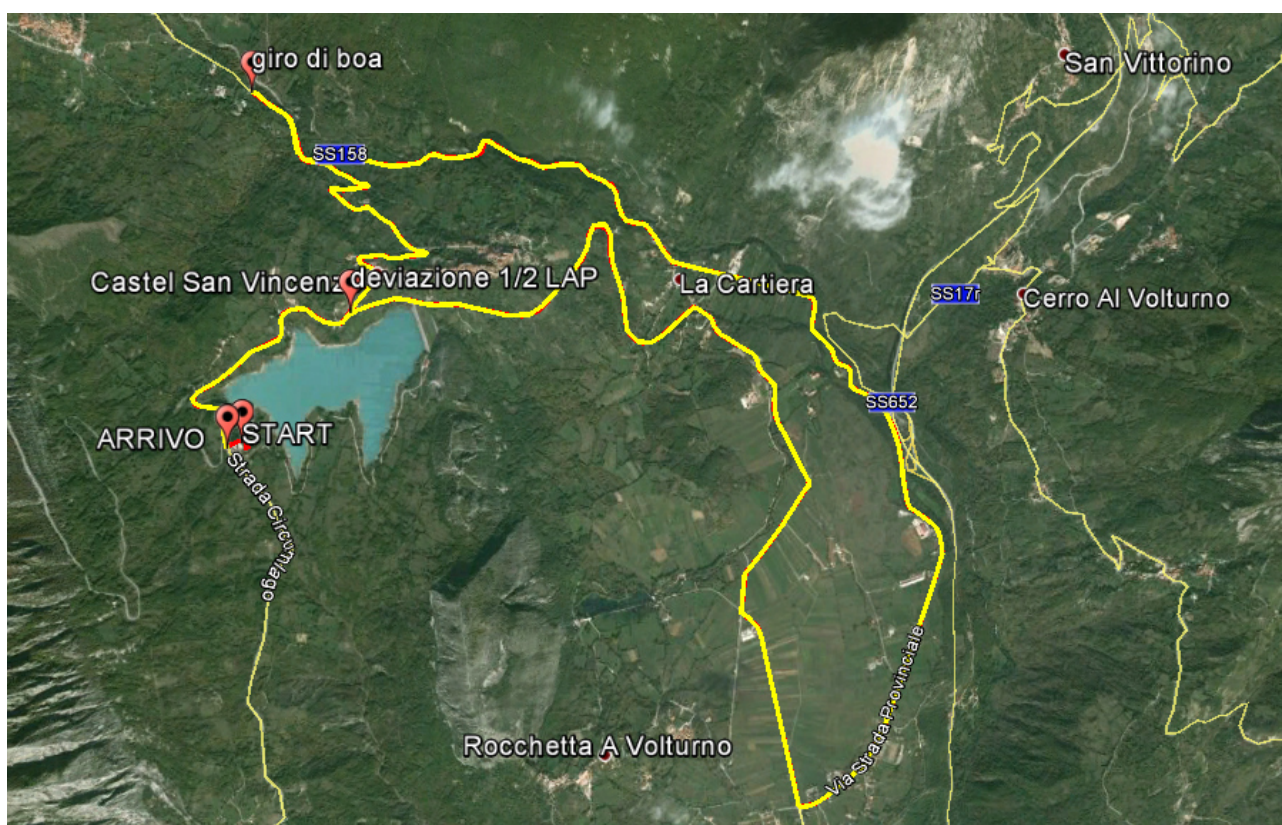 giro di boa
San Vittorino
SS158
Castel San Vincenz
deviazione 1/2 LAP
La Cartiera
SS17r
Cerro Al Volturno
SS652
ARRIVO
START
Strada Circumlago
Via Strada Provinciale
Rocchetta A Volturno